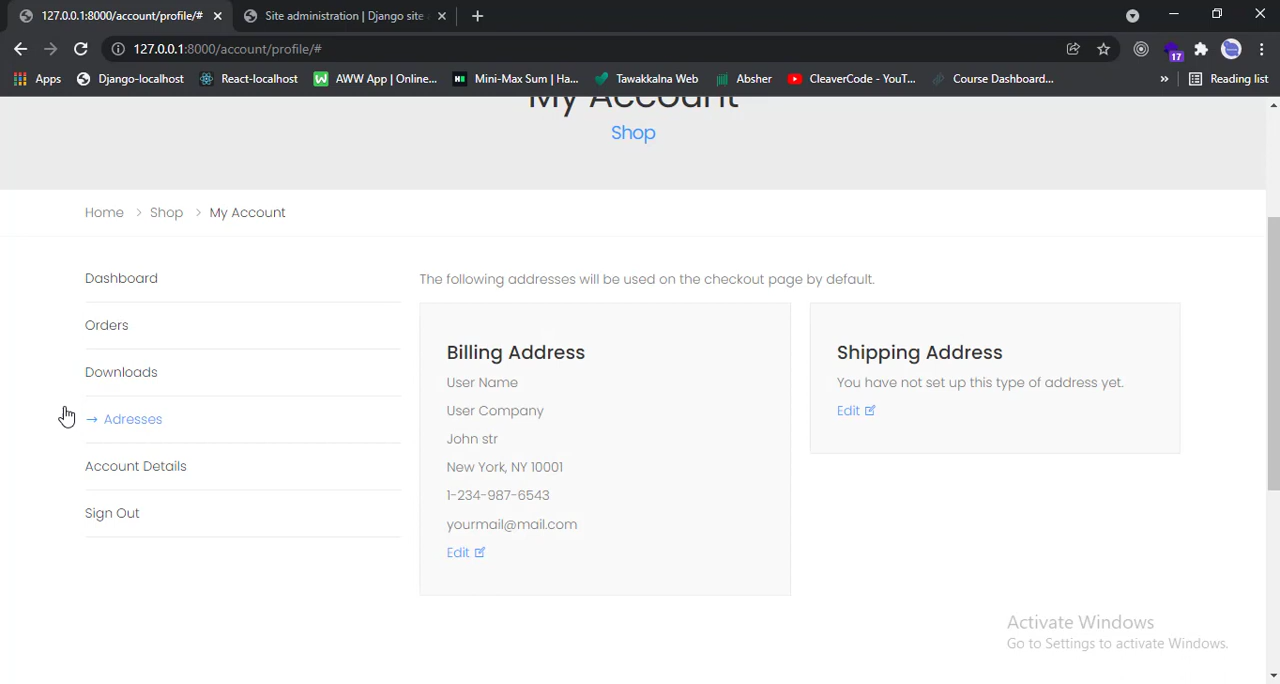 127.0.0.1:8000/account/profile/#
Site administration | Django site
127.0.0.1:8000/account/profile/#
17
Apps
Django-localhost
React-localhost
W
AWW App | Online...
Mini-Max Sum | Ha...
Tawakkalna Web
Absher
CleaverCode - YouT...
Course Dashboard...
»
Reading list
My Account
Shop
Home > Shop > My Account
Dashboard
Orders
Downloads
→ Adresses
Account Details
Sign Out
The following addresses will be used on the checkout page by default.
Billing Address
User Name
User Company
John str
New York, NY 10001
1-234-987-6543
yourmail@mail.com
Edit
Shipping Address
You have not set up this type of address yet.
Edit
Activate Windows
Go to Settings to activate Windows.